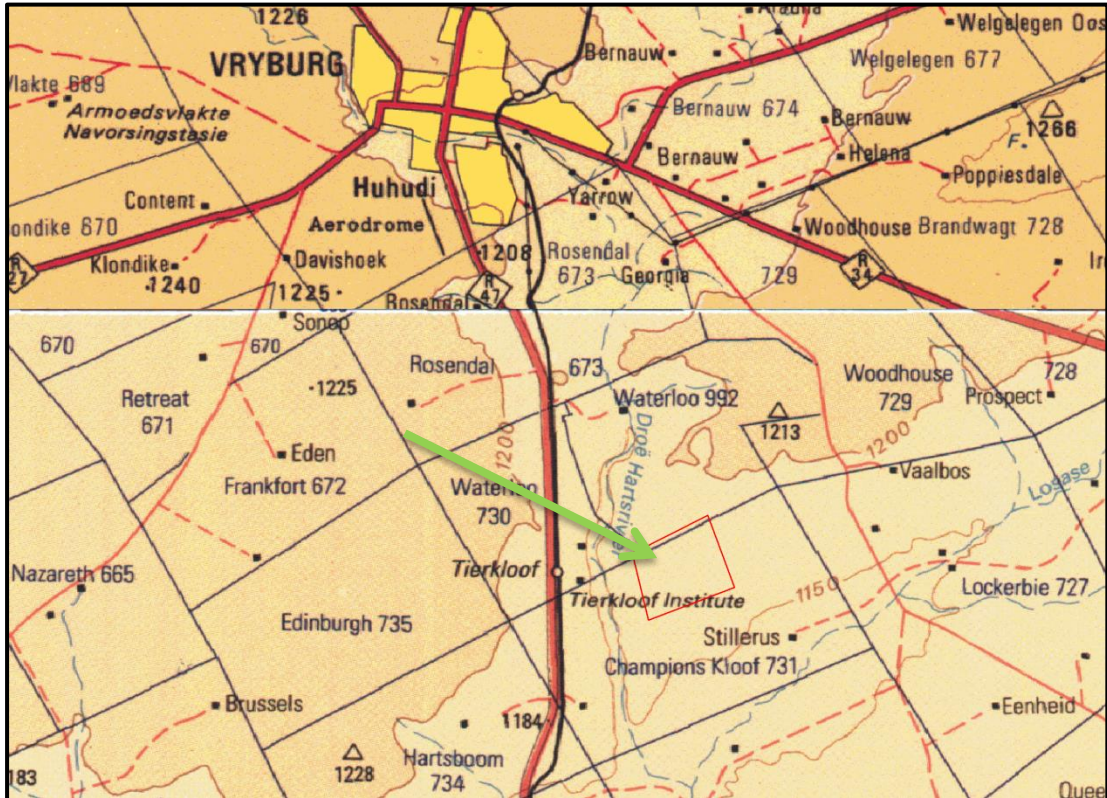 1226
VRYBURG
Bernauw
Welgelegen Oos
Welgelegen 677
Vlakte 689
Armoedsvlakte
Navorsingstasie
Bernauw 674
Bernauw
1266
F.
Bernauw
Helena
Content
Huhudi
Yarrow
Poppiesdale
ondike 670
Aerodrome
Woodhouse
Brandwagt 728
R
27
Klondike
1240
Davishoek
1208
Rosendal
673
Georgia
729
R
34
1225
Rosendal
R
47
Sonop
670
670
Rosendal
673
Woodhouse
729
728
1225
Retreat
671
Waterloo 992
Prospect
1213
1200
Droë Hartsrivier
1200
Eden
Vaalbos
Frankfort 672
Waterloo
730
Logase
Nazareth 665
Tierkloof
Tierkloof Institute
1150
Lockerbie 727
Edinburgh 735
Stillerus
Champions Kloof 731
Brussels
1184
Eenheid
183
1228
Hartsboom
734
Quee